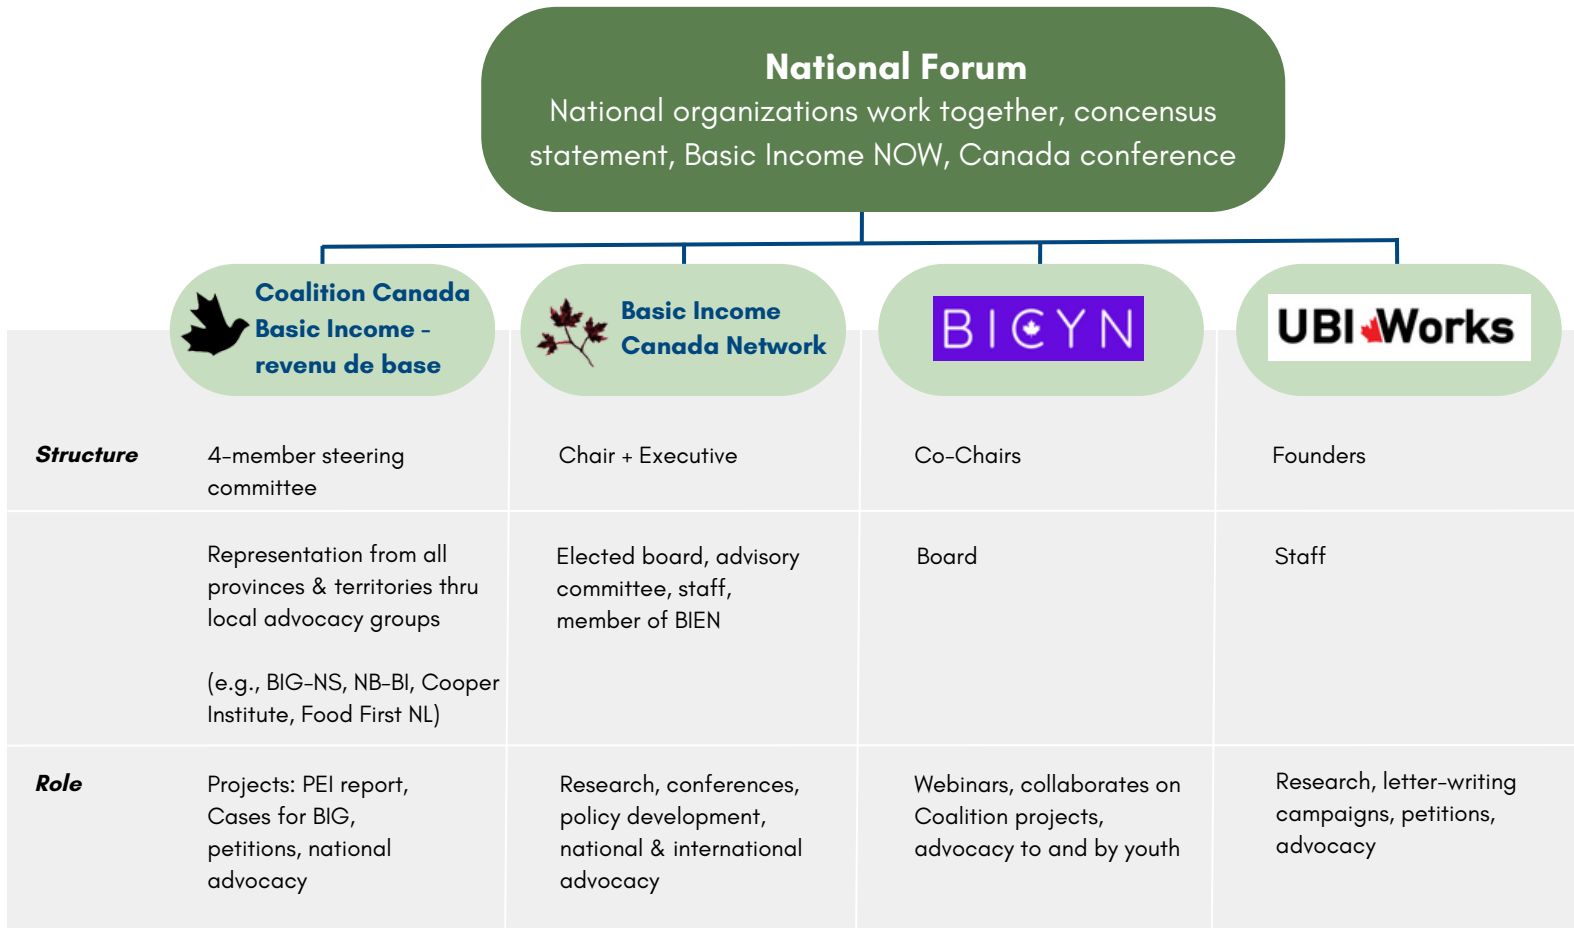 National Forum
National organizations work together, concensus
statement, Basic Income NOW, Canada conference
Coalition Canada
Basic Income -
revenu de base
Basic Income
Canada Network
BICYN
UBI Works
Structure
4-member steering
committee
Chair + Executive
Co-Chairs
Founders
Representation from all
provinces & territories thru
local advocacy groups
(e.g., BIG-NS, NB-BI, Cooper
Institute, Food First NL)
Elected board, advisory
committee, staff,
member of BIEN
Board
Staff
Role
Projects: PEI report,
Cases for BIG,
petitions, national
advocacy
Research, conferences,
policy development,
national & international
advocacy
Webinars, collaborates on
Coalition projects,
advocacy to and by youth
Research, letter-writing
campaigns, petitions,
advocacy